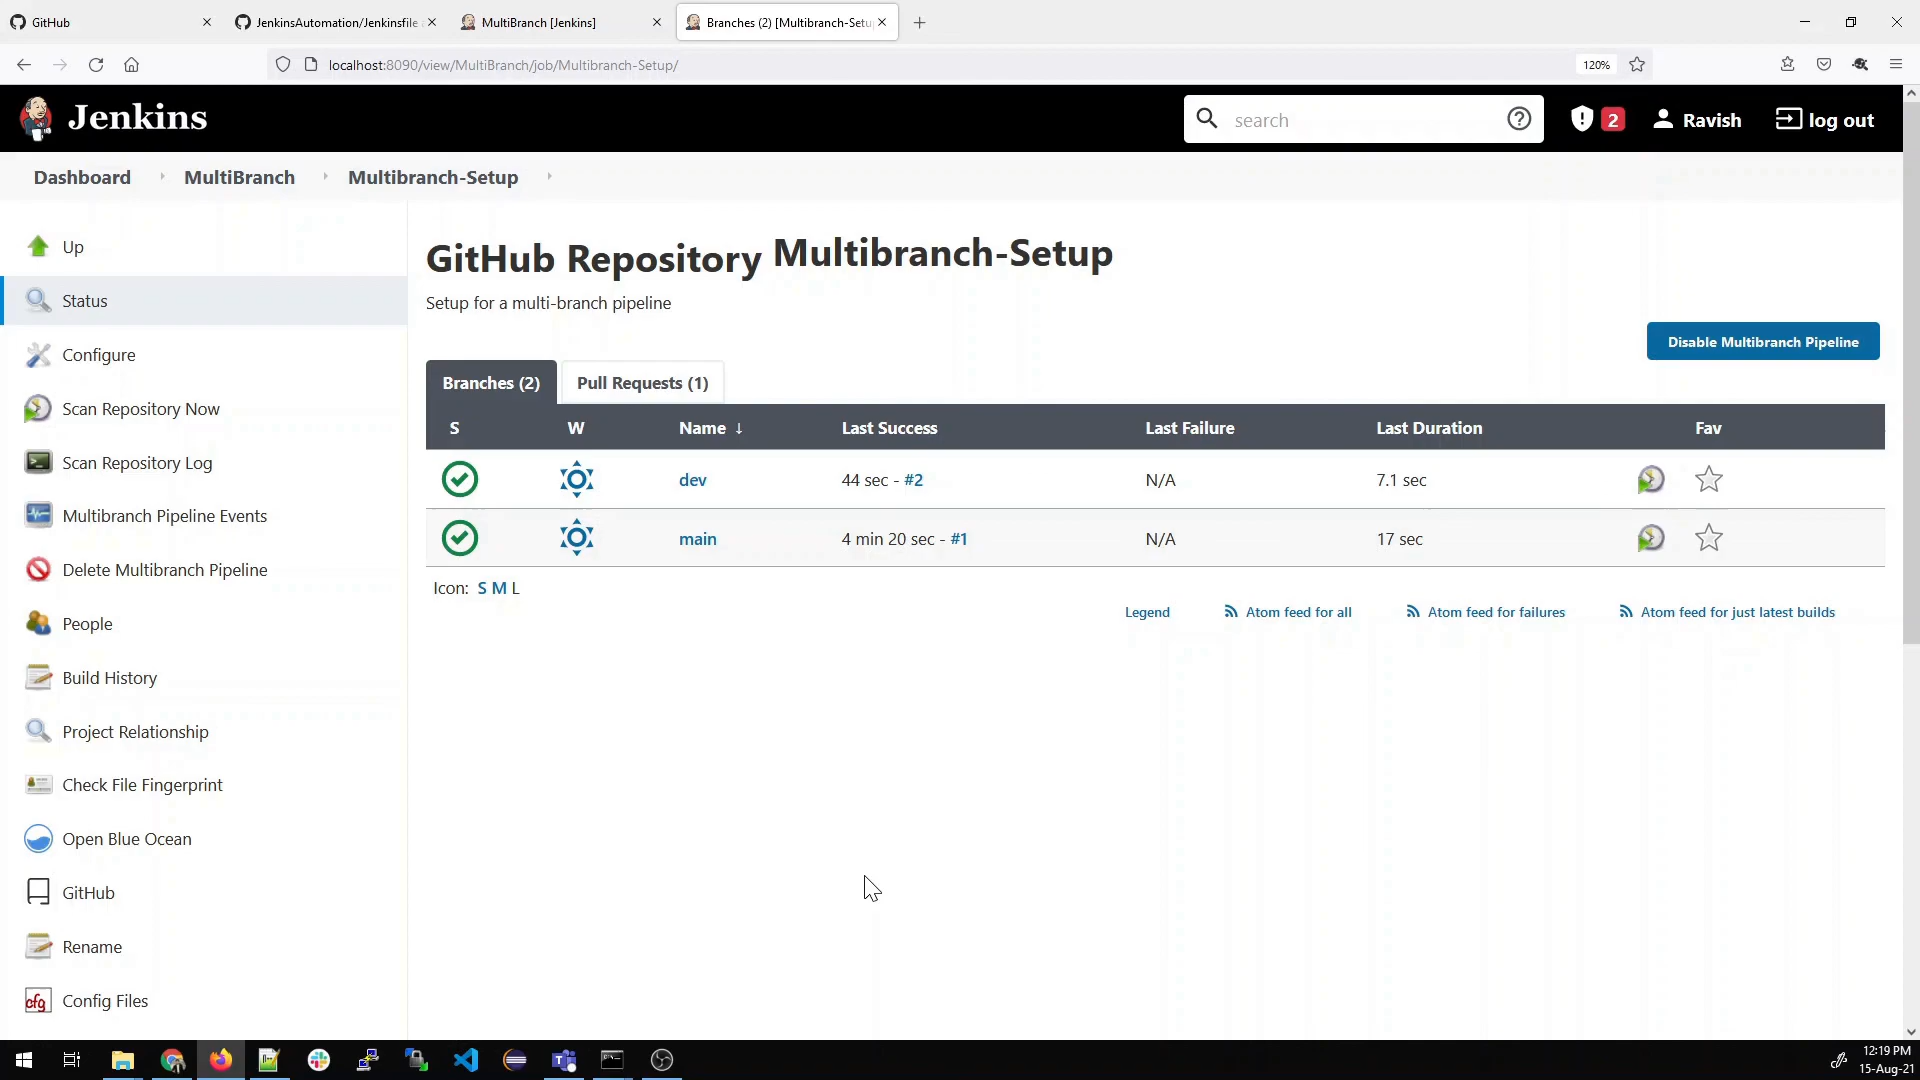 GitHub
JenkinsAutomation/Jenkinsfile
MultiBranch [Jenkins]
Branches (2) [Multibranch-Setu
localhost:8090/view/MultiBranch/job/Multibranch-Setup/
120%
Jenkins
search
2
Ravish
log out
Dashboard
MultiBranch
Multibranch-Setup
Up
Status
Configure
Scan Repository Now
Scan Repository Log
Multibranch Pipeline Events
Delete Multibranch Pipeline
People
Build History
Project Relationship
Check File Fingerprint
Open Blue Ocean
GitHub
Rename
cfg Config Files
GitHub Repository Multibranch-Setup
Setup for a multi-branch pipeline
Disable Multibranch Pipeline
Branches (2) Pull Requests (1)
S W Name ↓ Last Success Last Failure Last Duration Fav
dev 44 sec - #2 N/A 7.1 sec
main 4 min 20 sec - #1 N/A 17 sec
Icon: S M L
Legend Atom feed for all Atom feed for failures Atom feed for just latest builds
12:19 PM
15-Aug-21